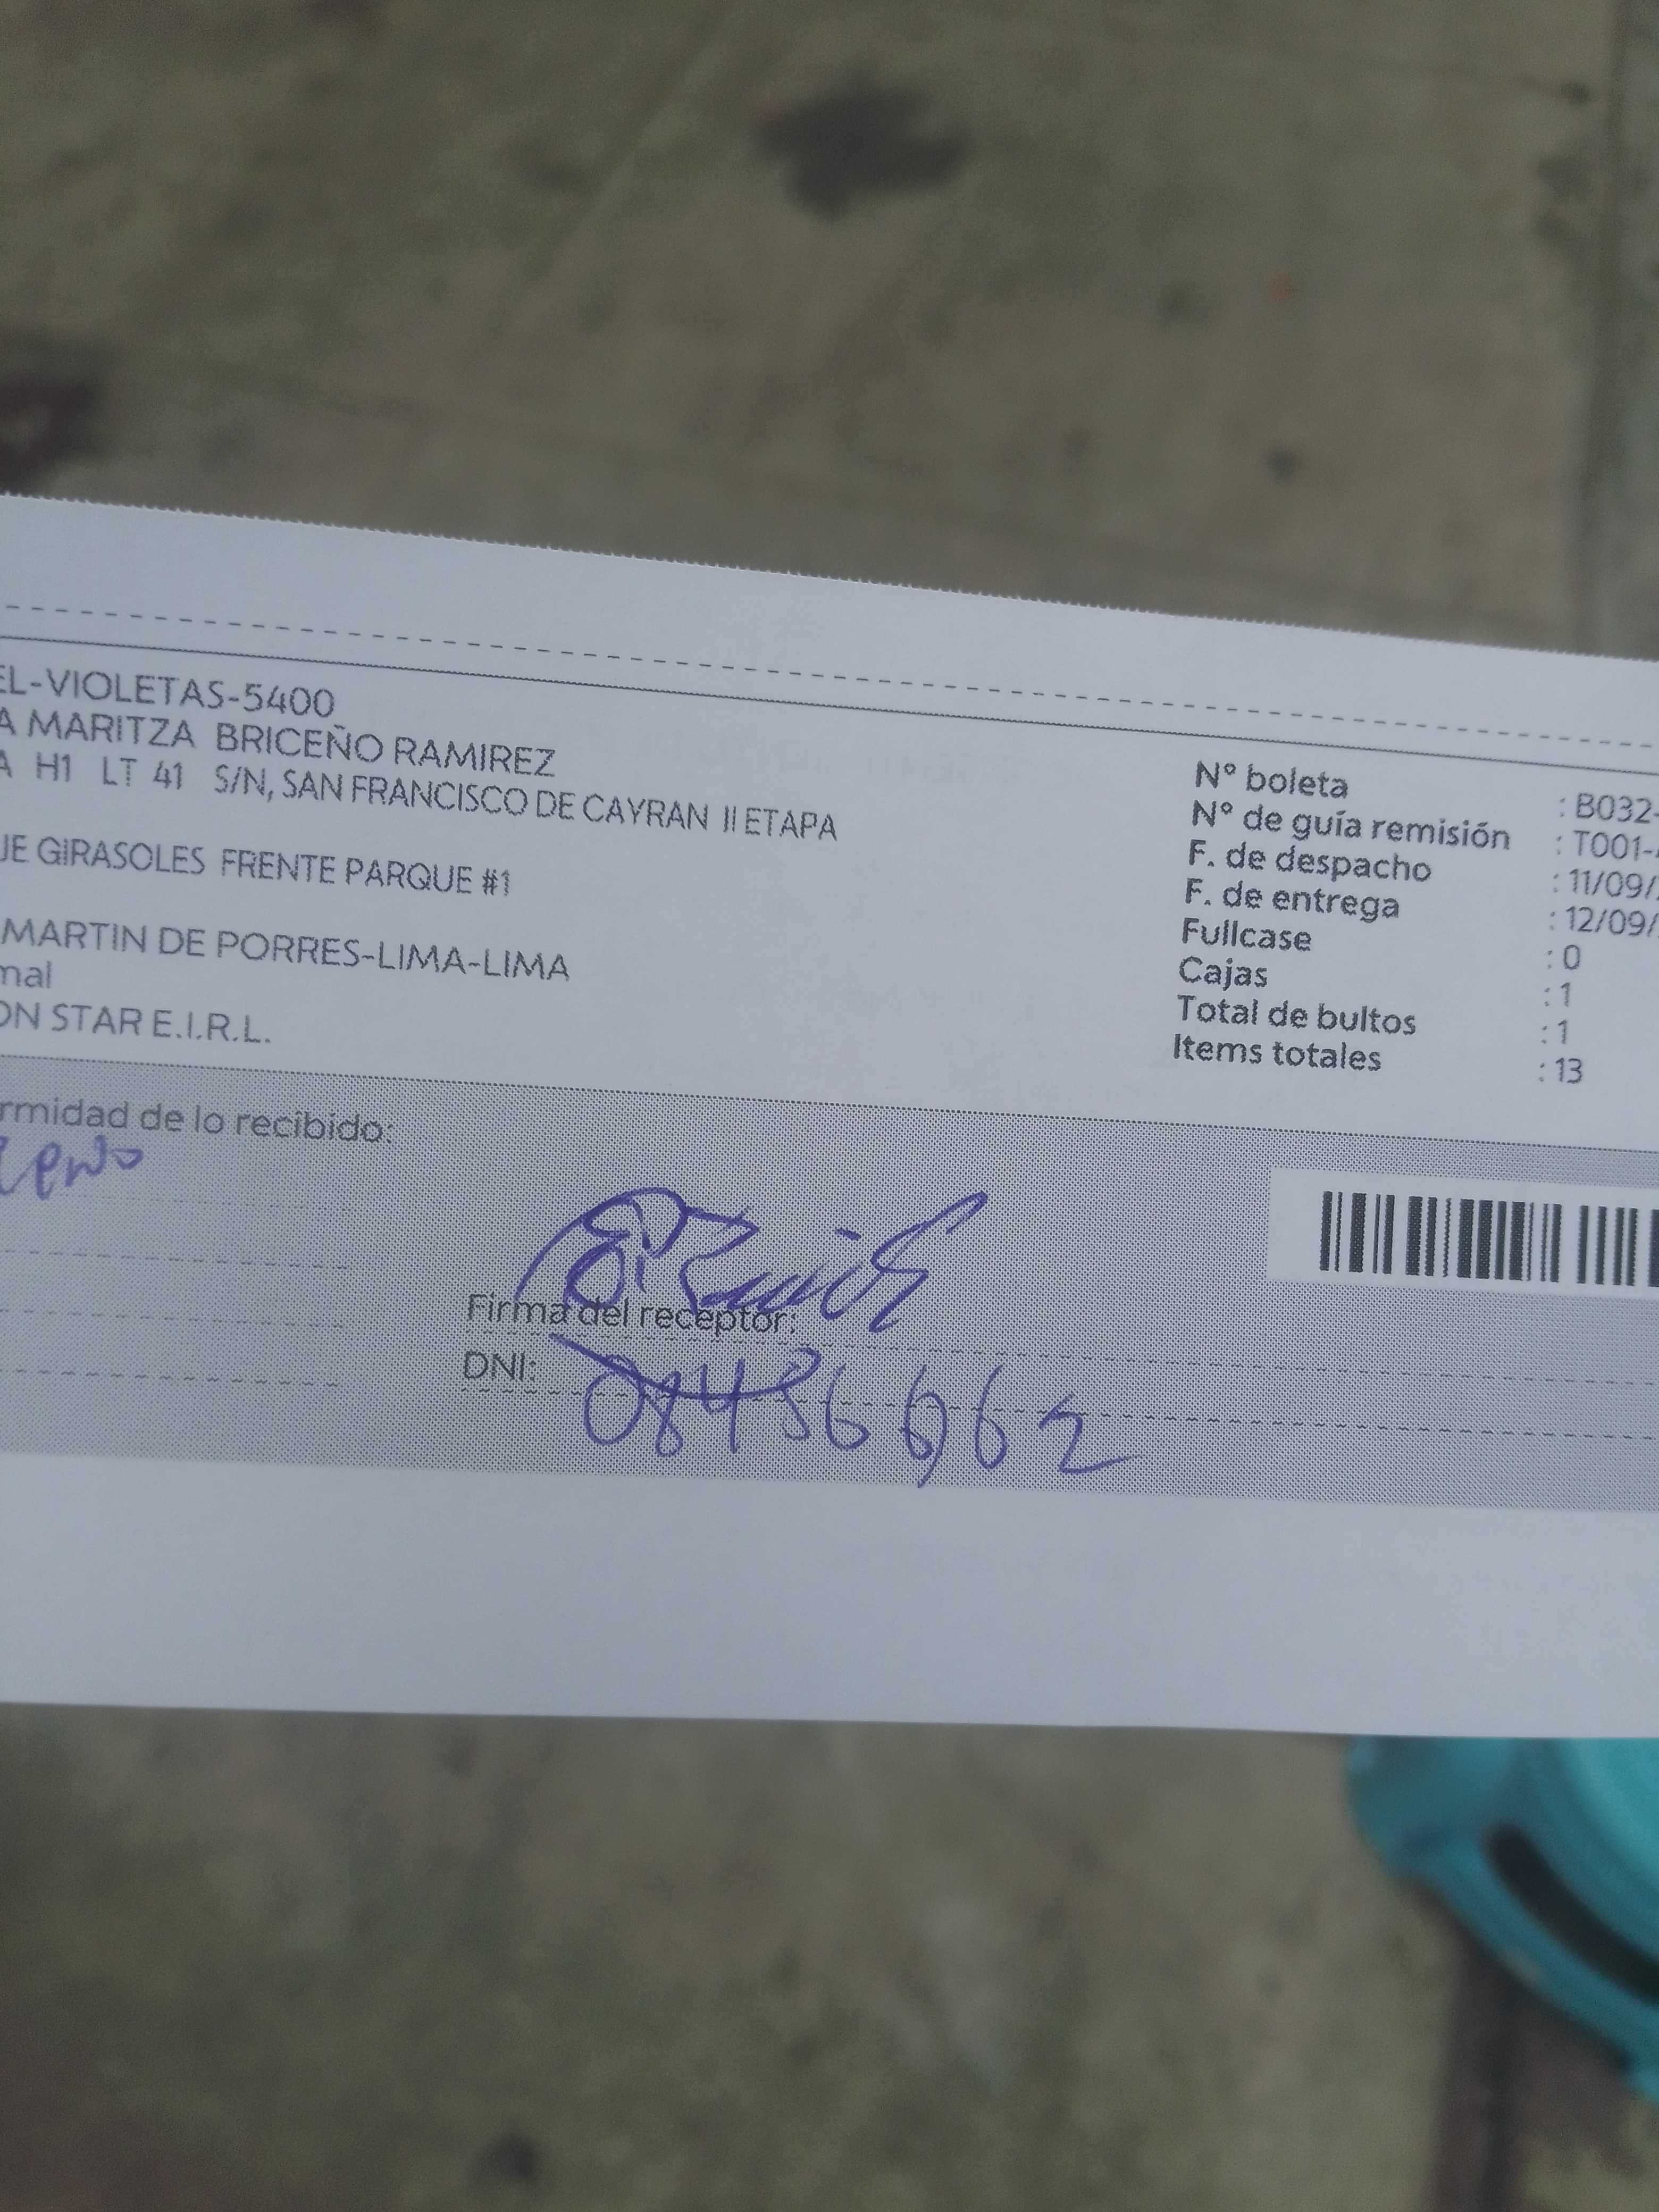 EL-VIOLETAS-5400
A MARITZA BRICEÑO RAMIREZ
A H1 LT 41 S/N, SAN FRANCISCO DE CAYRAN II ETAPA
UE GIRASOLES FRENTE PARQUE #1
MARTIN DE PORRES-LIMA-LIMA
mal
ON STAR E.I.R.L.
N° boleta : B032-
N° de guía remisión : T001-
F. de despacho : 11/09/
F. de entrega : 12/09/
Fullcase : 0
Cajas : 1
Total de bultos : 1
Items totales : 13
rmidad de lo recibido:
Firma del receptor:
DNI: 08486662